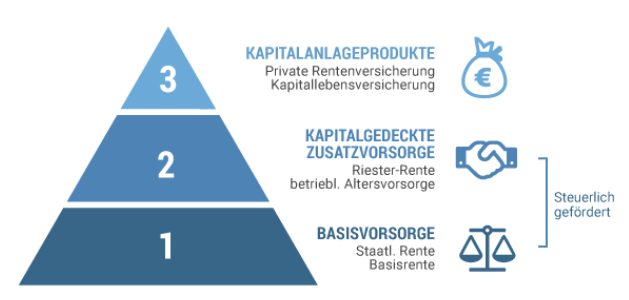 3
KAPITALANLAGEPRODUKTE
Private Rentenversicherung
Kapitallebensversicherung
€
2
KAPITALGEDECKTE
ZUSATZVORSORGE
Riester-Rente
betriebl. Altersvorsorge
Steuerlich
gefördert
1
BASISVORSORGE
Staatl. Rente
Basisrente